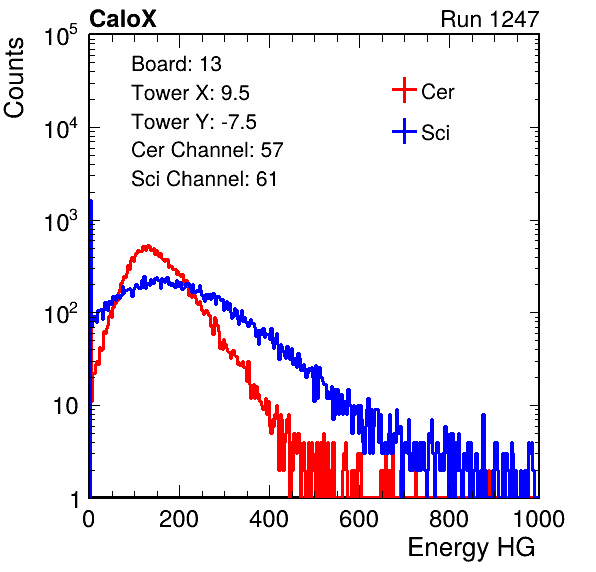 CaloX Run 1247
Counts
10^5
10^4
10^3
10^2
10
1
Board: 13
Tower X: 9.5
Tower Y: -7.5
Cer Channel: 57
Sci Channel: 61
Cer
Sci
0 200 400 600 800 1000
Energy HG